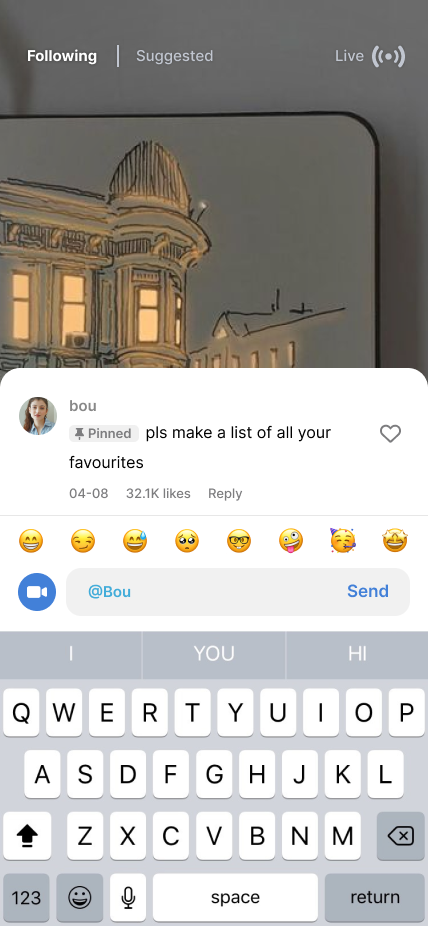 Following | Suggested Live
bou
Pinned pls make a list of all your
favourites
04-08 32.1K likes Reply
@Bou Send
I YOU HI
Q W E R T Y U I O P
A S D F G H J K L
Z X C V B N M
123 space return